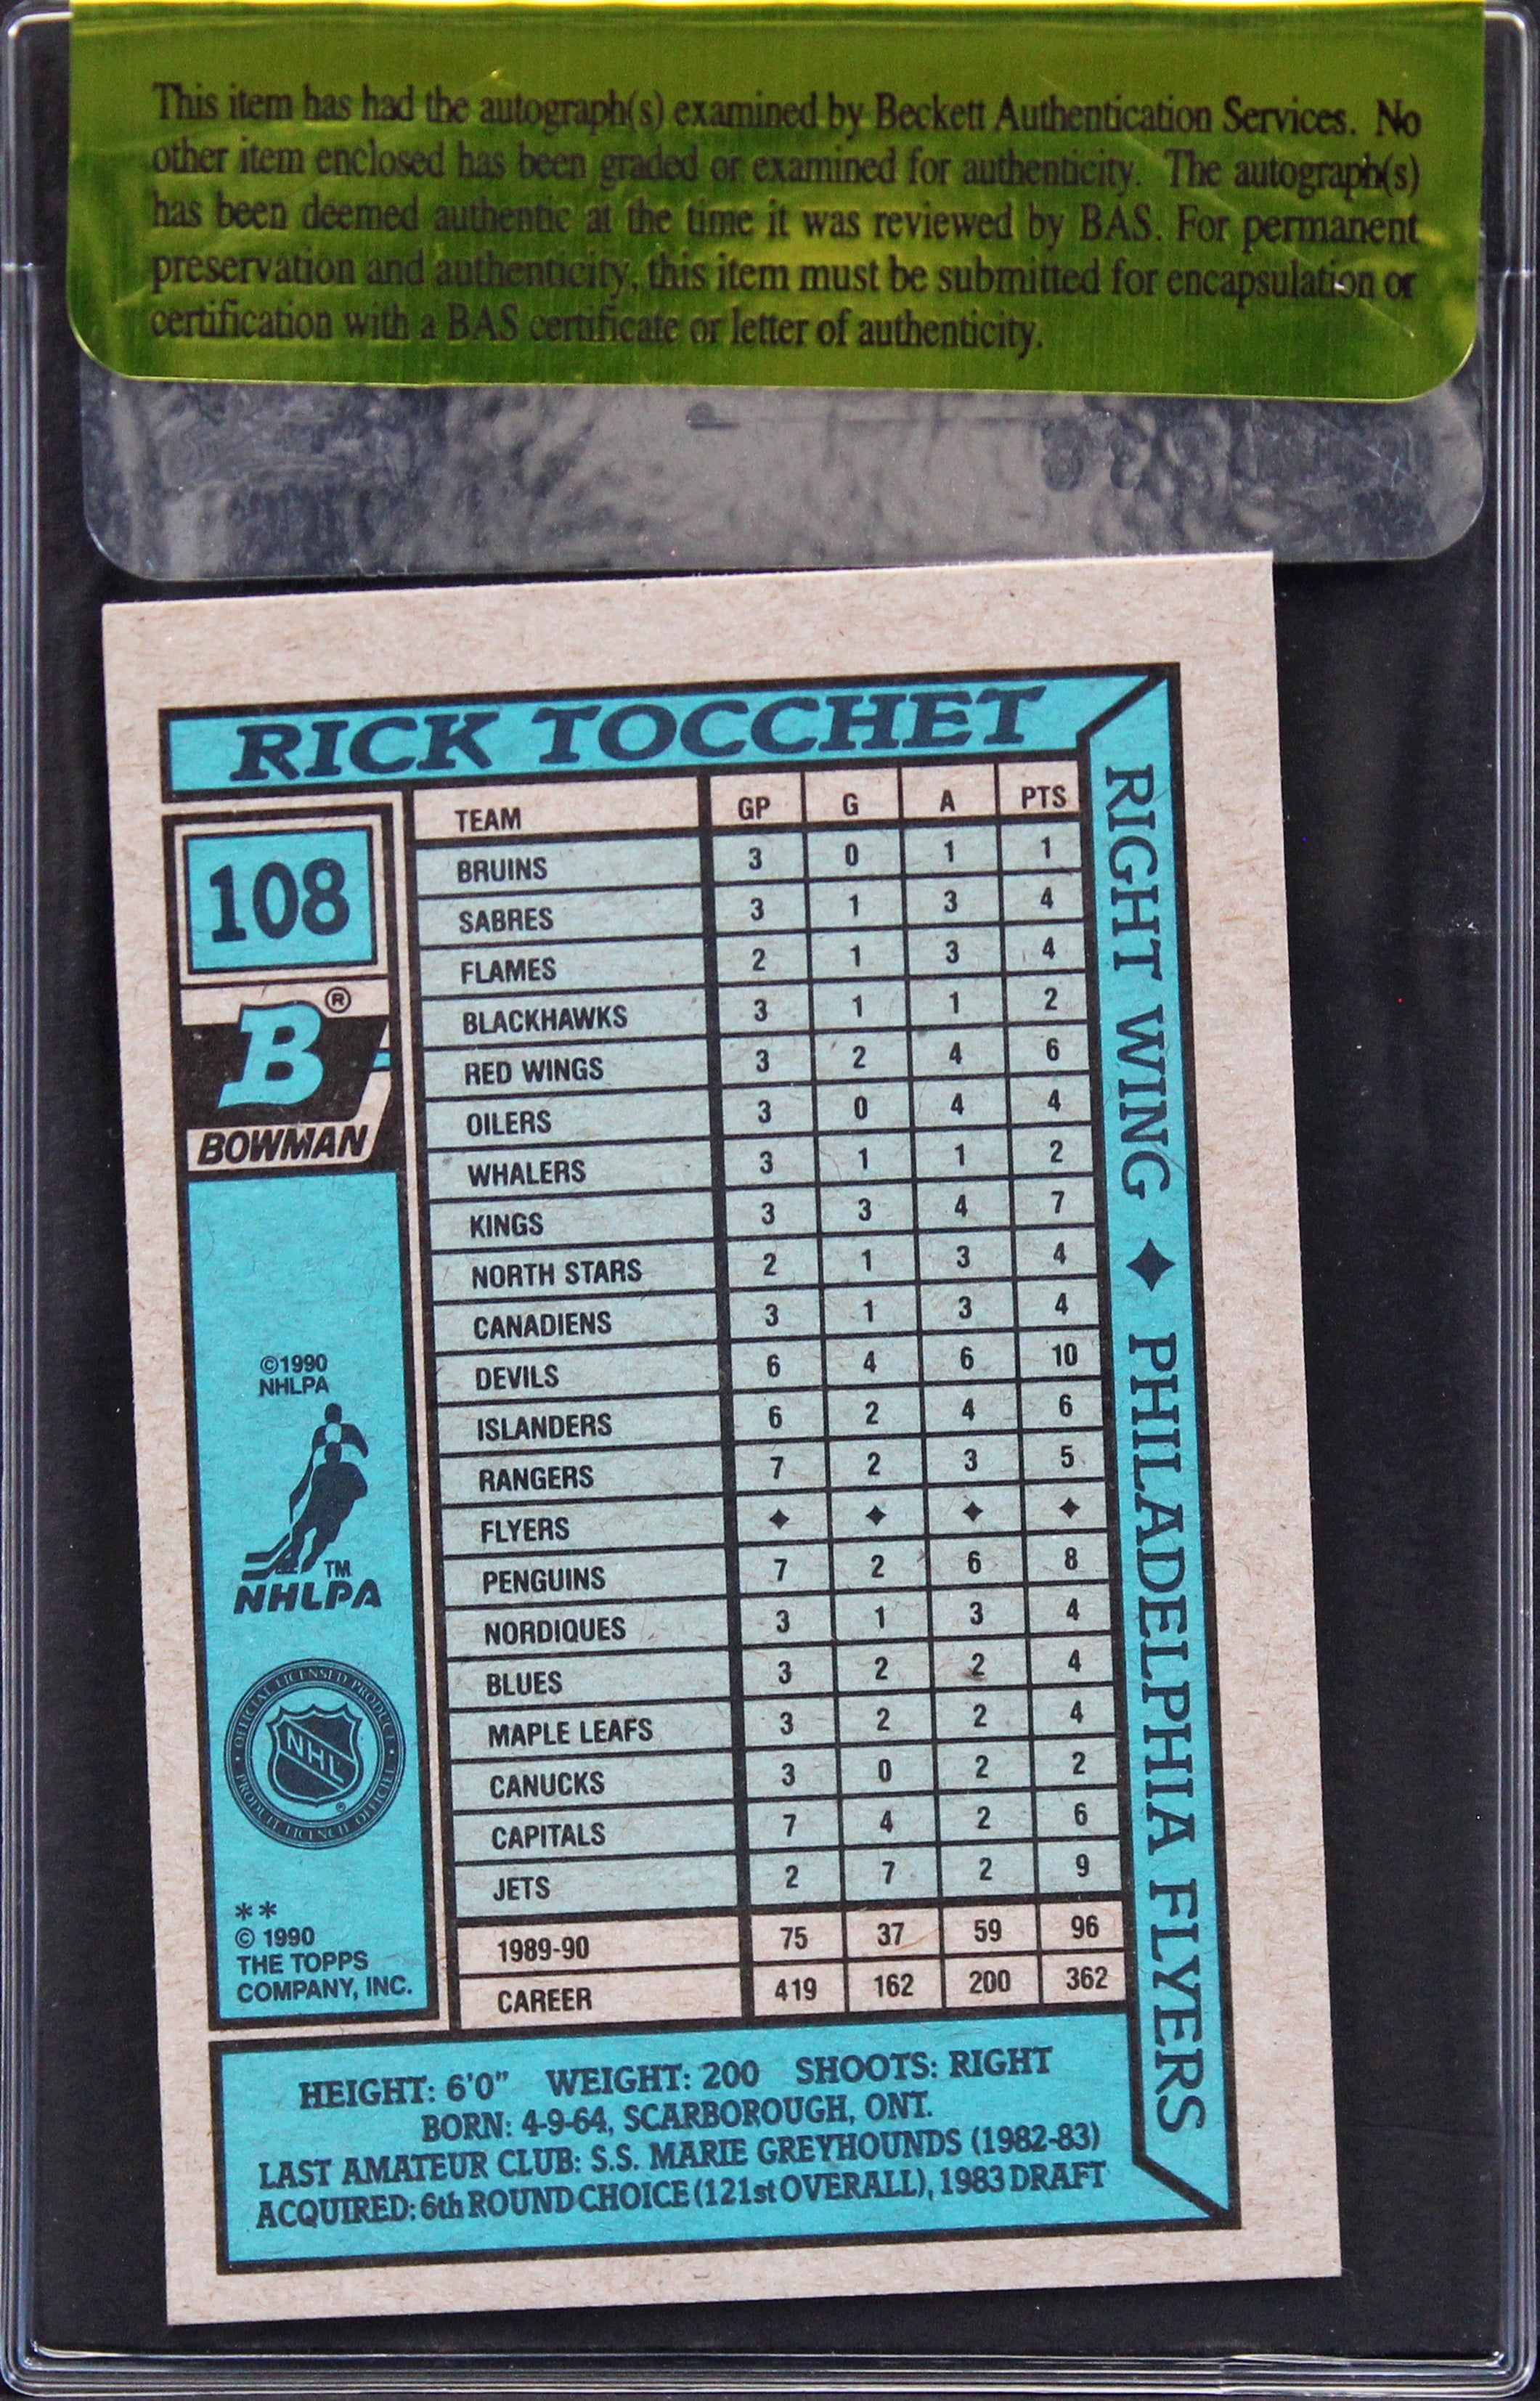 This item has had the autograph(s) examined by Beckett Authentication Services. No
other item enclosed has been graded or examined for authenticity. The autograph(s)
has been deemed authentic at the time it was reviewed by BAS. For permanent
preservation and authenticity, this item must be submitted for encapsulation or
certification with a BAS certificate or letter of authenticity.
RICK TOCCHET
108
B®
BOWMAN
©1990
NHLPA
TM
NHLPA
• OFFICIAL LICENSED PRODUCT • PRODUIT LICENCIÉ OFFICIEL
NHL
®
**
© 1990
THE TOPPS
COMPANY, INC.
TEAM GP G A PTS
BRUINS 3 0 1 1
SABRES 3 1 3 4
FLAMES 2 1 3 4
BLACKHAWKS 3 1 1 2
RED WINGS 3 2 4 6
OILERS 3 0 4 4
WHALERS 3 1 1 2
KINGS 3 3 4 7
NORTH STARS 2 1 3 4
CANADIENS 3 1 3 4
DEVILS 6 4 6 10
ISLANDERS 6 2 4 6
RANGERS 7 2 3 5
FLYERS ✦ ✦ ✦ ✦
PENGUINS 7 2 6 8
NORDIQUES 3 1 3 4
BLUES 3 2 2 4
MAPLE LEAFS 3 2 2 4
CANUCKS 3 0 2 2
CAPITALS 7 4 2 6
JETS 2 7 2 9
1989-90 75 37 59 96
CAREER 419 162 200 362
RIGHT WING ✦ PHILADELPHIA FLYERS
HEIGHT: 6'0" WEIGHT: 200 SHOOTS: RIGHT
BORN: 4-9-64, SCARBOROUGH, ONT.
LAST AMATEUR CLUB: S.S. MARIE GREYHOUNDS (1982-83)
ACQUIRED: 6th ROUND CHOICE (121st OVERALL), 1983 DRAFT